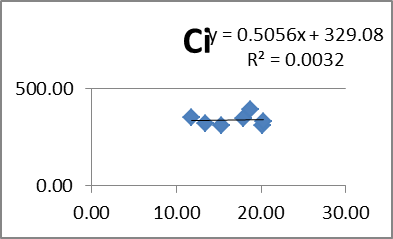 Ci
y = 0.5056x + 329.08
R² = 0.0032
500.00
0.00
0.00 10.00 20.00 30.00